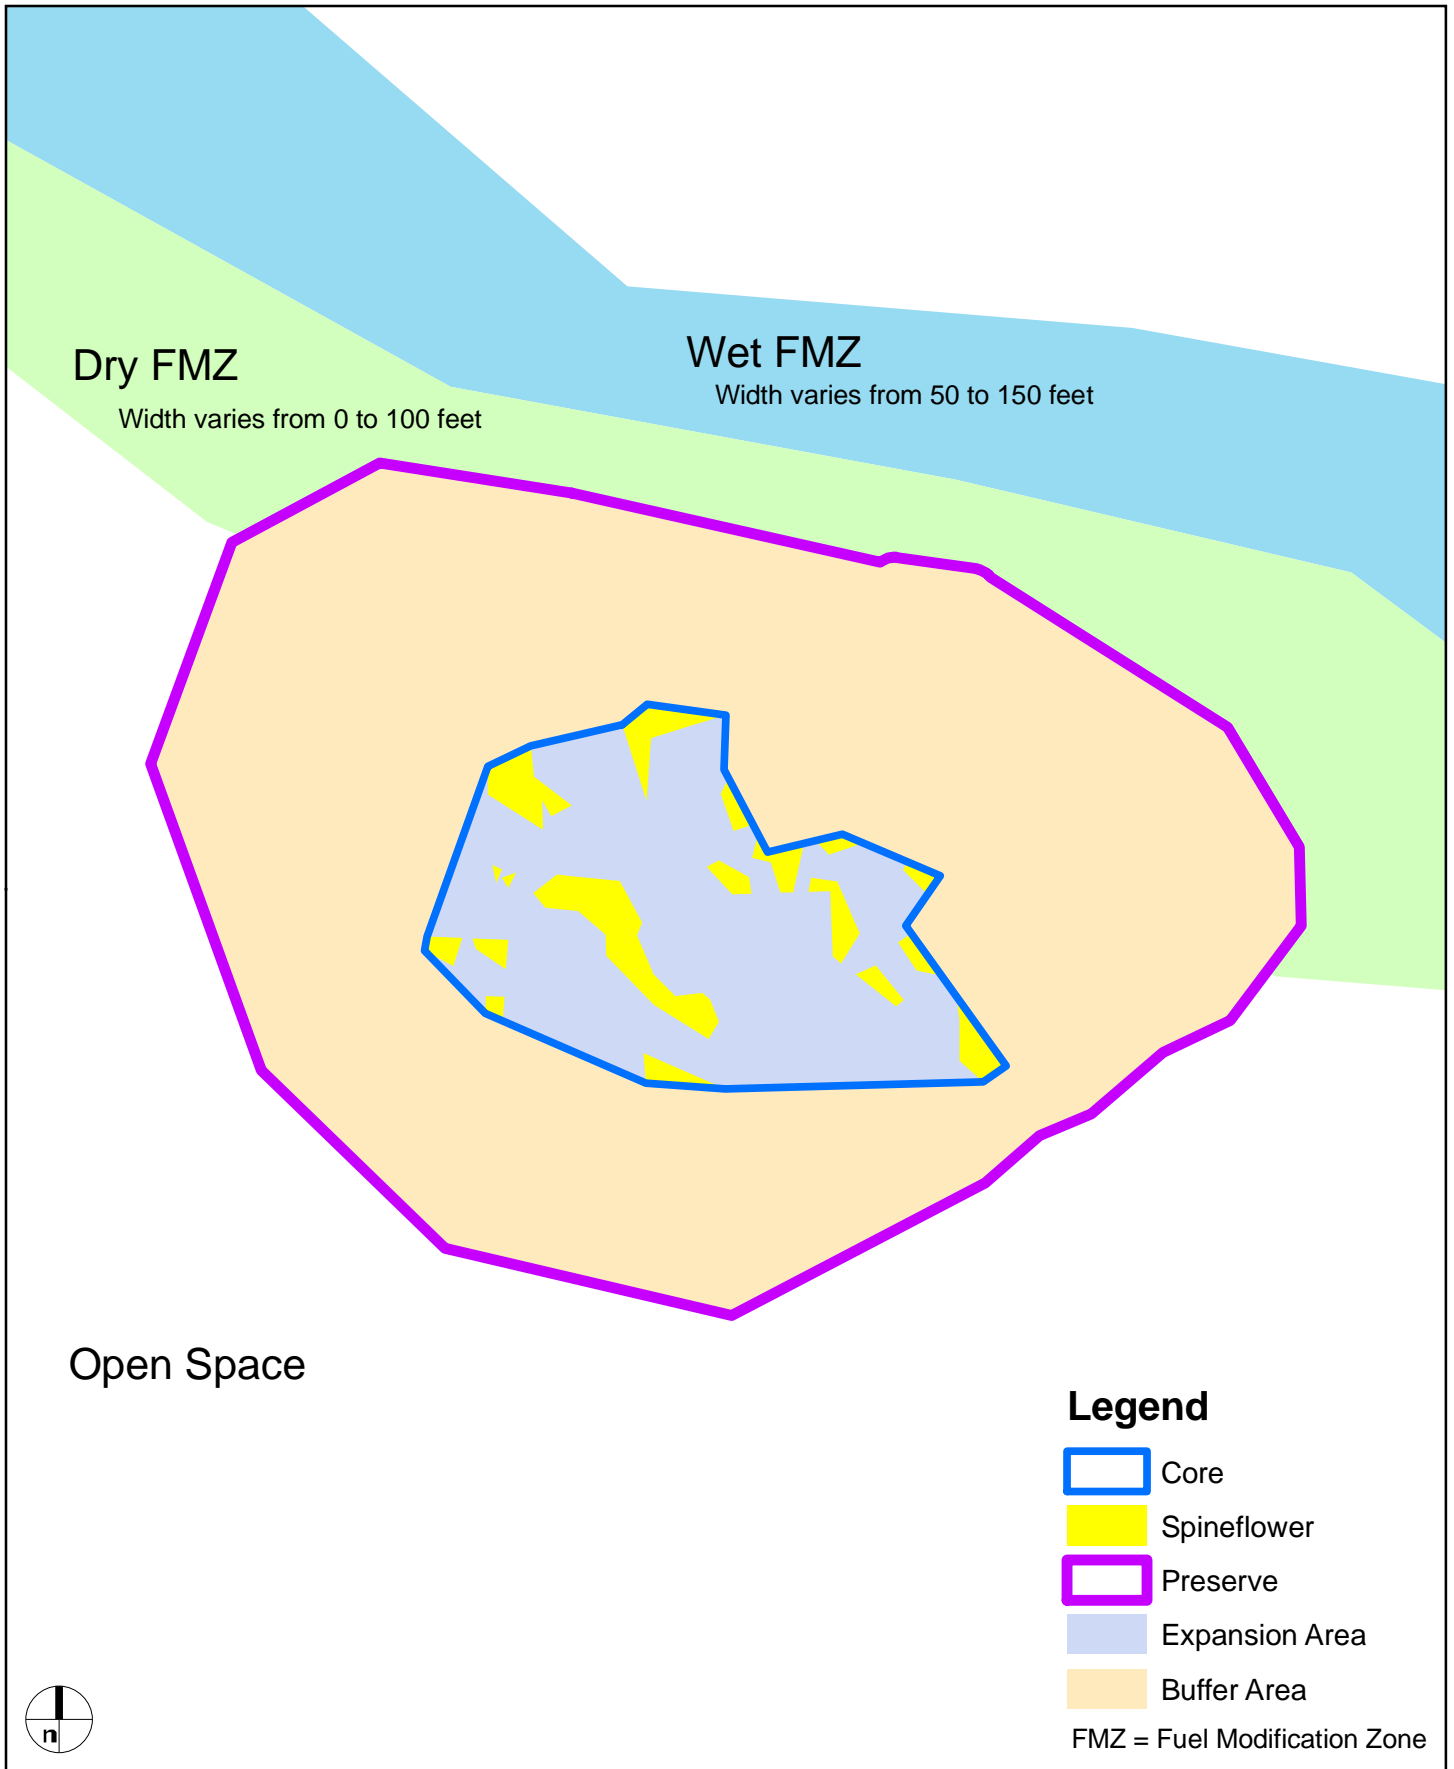 Wet FMZ
Width varies from 50 to 150 feet
Dry FMZ
Width varies from 0 to 100 feet
Open Space
Legend
Core
Spineflower
Preserve
Expansion Area
Buffer Area
FMZ = Fuel Modification Zone
n